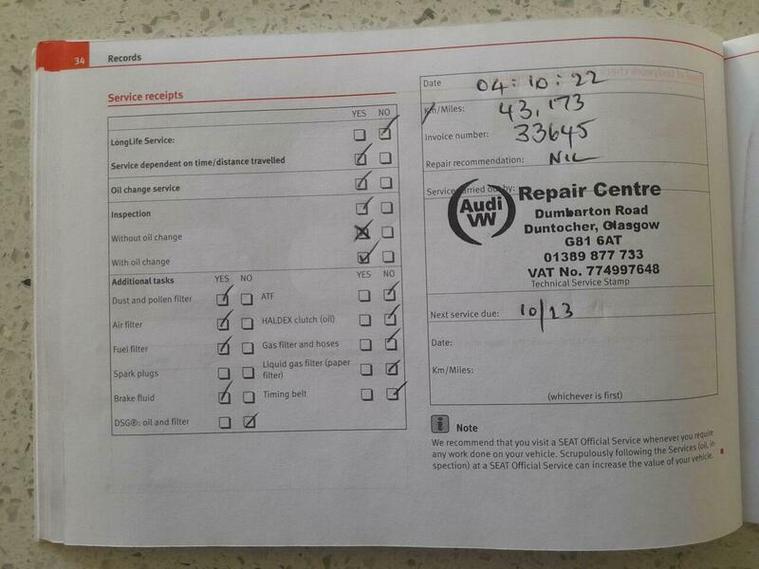 34 Records
Service receipts
YES NO
LongLife Service:
Service dependent on time/distance travelled
Oil change service
Inspection
Without oil change
With oil change
Additional tasks YES NO YES NO
Dust and pollen filter ATF
Air filter HALDEX clutch (oil)
Fuel filter Gas filter and hoses
Spark plugs Liquid gas filter (paper
filter)
Brake fluid Timing belt
DSG®: oil and filter
Date 04:10:22
Km/Miles: 43,173
Invoice number: 33645
Repair recommendation: NIL
Service carried out by:
Audi
VW
Repair Centre
Dumbarton Road
Duntocher, Glasgow
G81 6AT
01389 877 733
VAT No. 774997648
Technical Service Stamp
Next service due: 10/23
Date:
Km/Miles:
(whichever is first)
Note
We recommend that you visit a SEAT Official Service whenever you require
any work done on your vehicle. Scrupulously following the Services (oil, in-
spection) at a SEAT Official Service can increase the value of your vehicle.